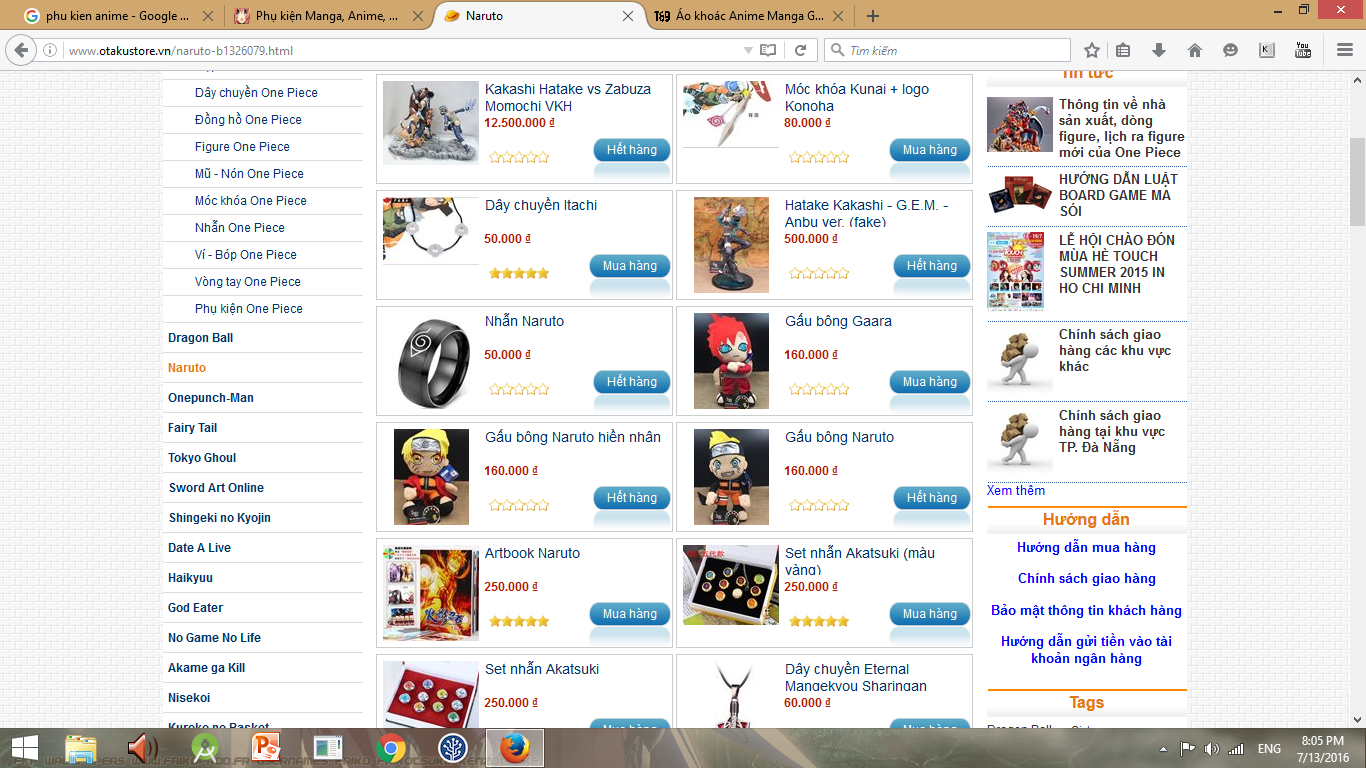 phu kien anime - Google ...
Phụ kiện Manga, Anime, ...
Naruto
Áo khoác Anime Manga G...
www.otakustore.vn/naruto-b1326079.html
Tìm kiếm
Dây chuyền One Piece
Đồng hồ One Piece
Figure One Piece
Mũ - Nón One Piece
Móc khóa One Piece
Nhẫn One Piece
Ví - Bóp One Piece
Vòng tay One Piece
Phụ kiện One Piece
Dragon Ball
Naruto
Onepunch-Man
Fairy Tail
Tokyo Ghoul
Sword Art Online
Shingeki no Kyojin
Date A Live
Haikyuu
God Eater
No Game No Life
Akame ga Kill
Nisekoi
Kuroko no Basket
Kakashi Hatake vs Zabuza
Momochi VKH
12.500.000 ₫
Hết hàng
Móc khóa Kunai + logo
Konoha
80.000 ₫
Mua hàng
Dây chuyền Itachi
50.000 ₫
Mua hàng
Hatake Kakashi - G.E.M. -
Anbu ver. (fake)
500.000 ₫
Hết hàng
Nhẫn Naruto
50.000 ₫
Hết hàng
Gấu bông Gaara
160.000 ₫
Mua hàng
Gấu bông Naruto hiền nhân
160.000 ₫
Hết hàng
Gấu bông Naruto
160.000 ₫
Hết hàng
Artbook Naruto
250.000 ₫
Mua hàng
Set nhẫn Akatsuki (màu
vàng)
250.000 ₫
Mua hàng
Set nhẫn Akatsuki
250.000 ₫
Mua hàng
Dây chuyền Eternal
Mangekyou Sharingan
60.000 ₫
Mua hàng
Tin tức
Thông tin về nhà
sản xuất, dòng
figure, lịch ra figure
mới của One Piece
HƯỚNG DẪN LUẬT
BOARD GAME MA
SÓI
LỄ HỘI CHÀO ĐÓN
MÙA HÈ TOUCH
SUMMER 2015 IN
HO CHI MINH
Chính sách giao
hàng các khu vực
khác
Chính sách giao
hàng tại khu vực
TP. Đà Nẵng
Xem thêm
Hướng dẫn
Hướng dẫn mua hàng
Chính sách giao hàng
Bảo mật thông tin khách hàng
Hướng dẫn gửi tiền vào tài
khoản ngân hàng
Tags
ENG
8:05 PM
7/13/2016